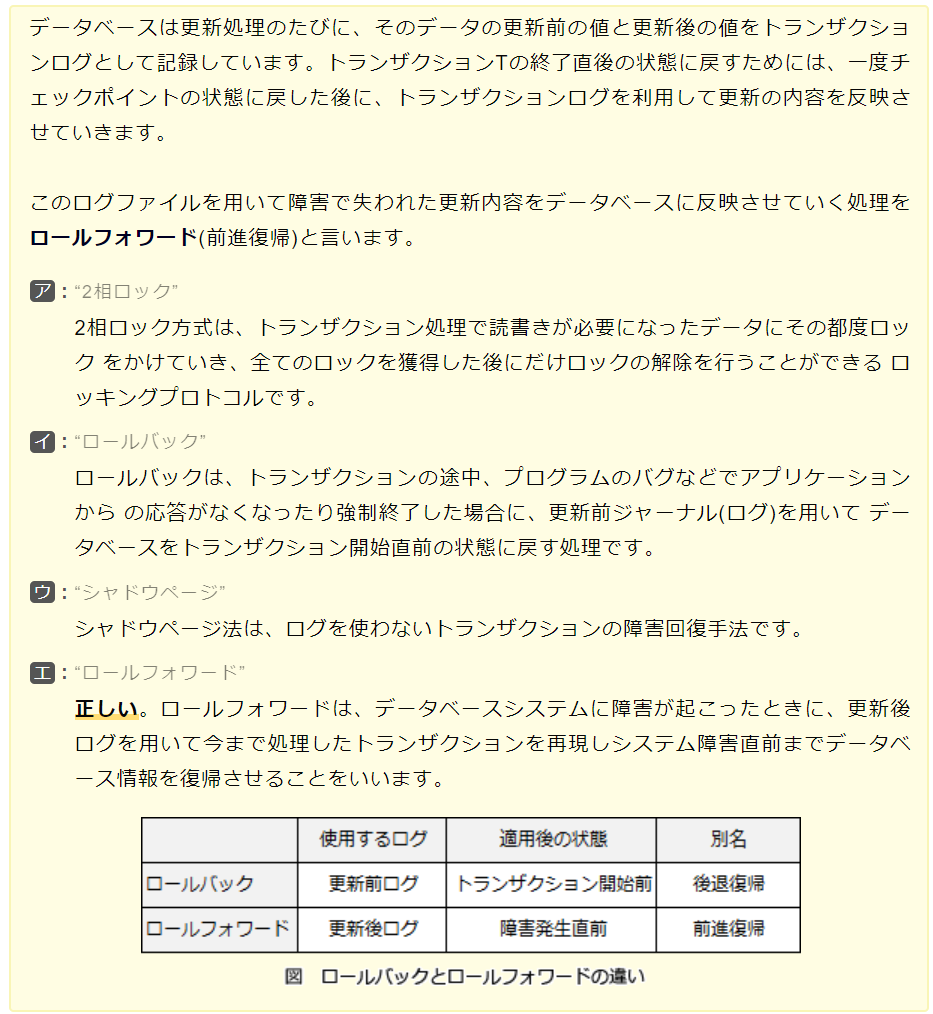 データベースは更新処理のたびに、そのデータの更新前の値と更新後の値をトランザクショ
ンログとして記録しています。トランザクションTの終了直後の状態に戻すためには、一度チ
ェックポイントの状態に戻した後に、トランザクションログを利用して更新の内容を反映さ
せていきます。
このログファイルを用いて障害で失われた更新内容をデータベースに反映させていく処理を
ロールフォワード(前進復帰)と言います。
ア：“2相ロック”
2相ロック方式は、トランザクション処理で読書きが必要になったデータにその都度ロッ
ク をかけていき、全てのロックを獲得した後にだけロックの解除を行うことができる ロ
ッキングプロトコルです。
イ：“ロールバック”
ロールバックは、トランザクションの途中、プログラムのバグなどでアプリケーション
から の応答がなくなったり強制終了した場合に、更新前ジャーナル(ログ)を用いて デー
タベースをトランザクション開始直前の状態に戻す処理です。
ウ：“シャドウページ”
シャドウページ法は、ログを使わないトランザクションの障害回復手法です。
エ：“ロールフォワード”
正しい。ロールフォワードは、データベースシステムに障害が起こったときに、更新後
ログを用いて今まで処理したトランザクションを再現しシステム障害直前までデータベ
ース情報を復帰させることをいいます。
使用するログ 適用後の状態 別名
ロールバック 更新前ログ トランザクション開始前 後退復帰
ロールフォワード 更新後ログ 障害発生直前 前進復帰
図　ロールバックとロールフォワードの違い